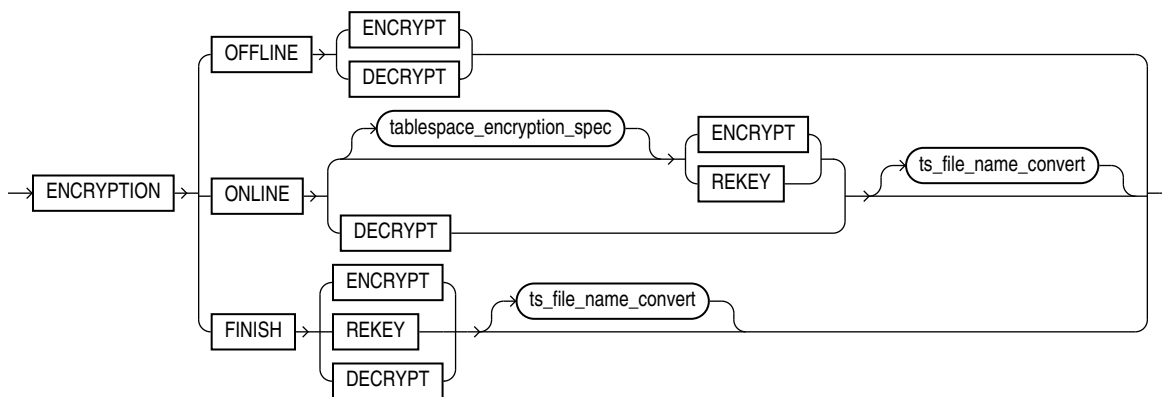 ENCRYPT
OFFLINE
DECRYPT
tablespace_encryption_spec
ENCRYPT
ts_file_name_convert
REKEY
ENCRYPTION
ONLINE
DECRYPT
ENCRYPT
ts_file_name_convert
FINISH
REKEY
DECRYPT